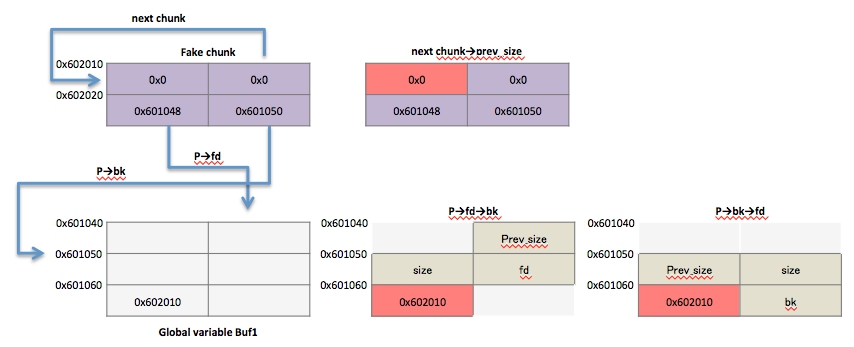 next chunk
Fake chunk
next chunk→prev_size
0x602010
0x0 0x0
0x0 0x0
0x602020
0x601048 0x601050
0x601048 0x601050
P→fd
P→bk
P→fd→bk
P→bk→fd
0x601040
0x601050
0x601060
0x602010
Global variable Buf1
0x601040
Prev_size
0x601050
size fd
0x601060
0x602010
0x601040
0x601050
Prev_size size
0x601060
0x602010 bk